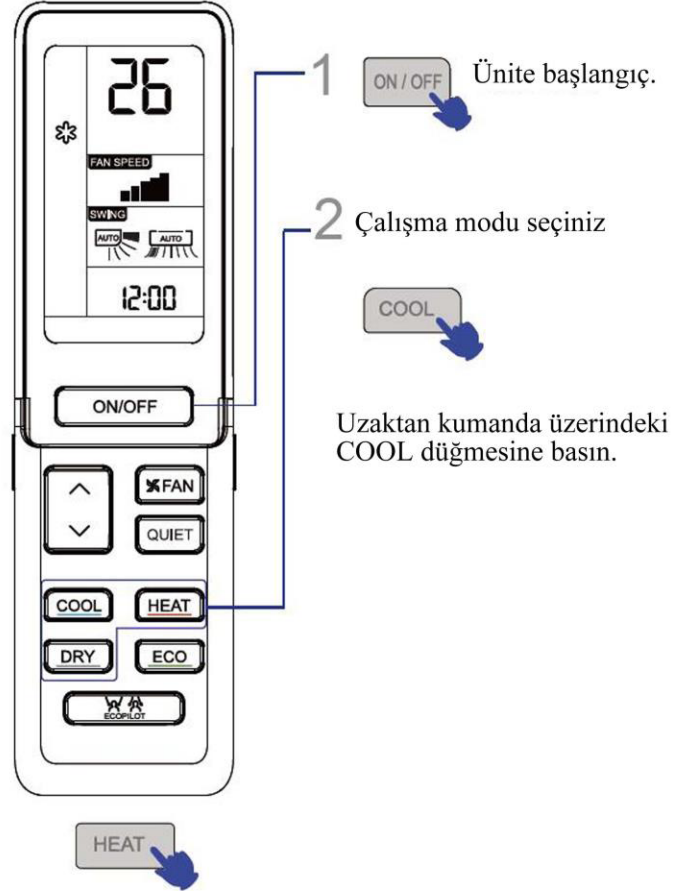 26
FAN SPEED
SWING
AUTO AUTO
12:00
ON/OFF
FAN
QUIET
COOL HEAT
DRY ECO
ECOPILOT
HEAT
1 ON / OFF Ünite başlangıç.
2 Çalışma modu seçiniz
COOL
Uzaktan kumanda üzerindeki
COOL düğmesine basın.